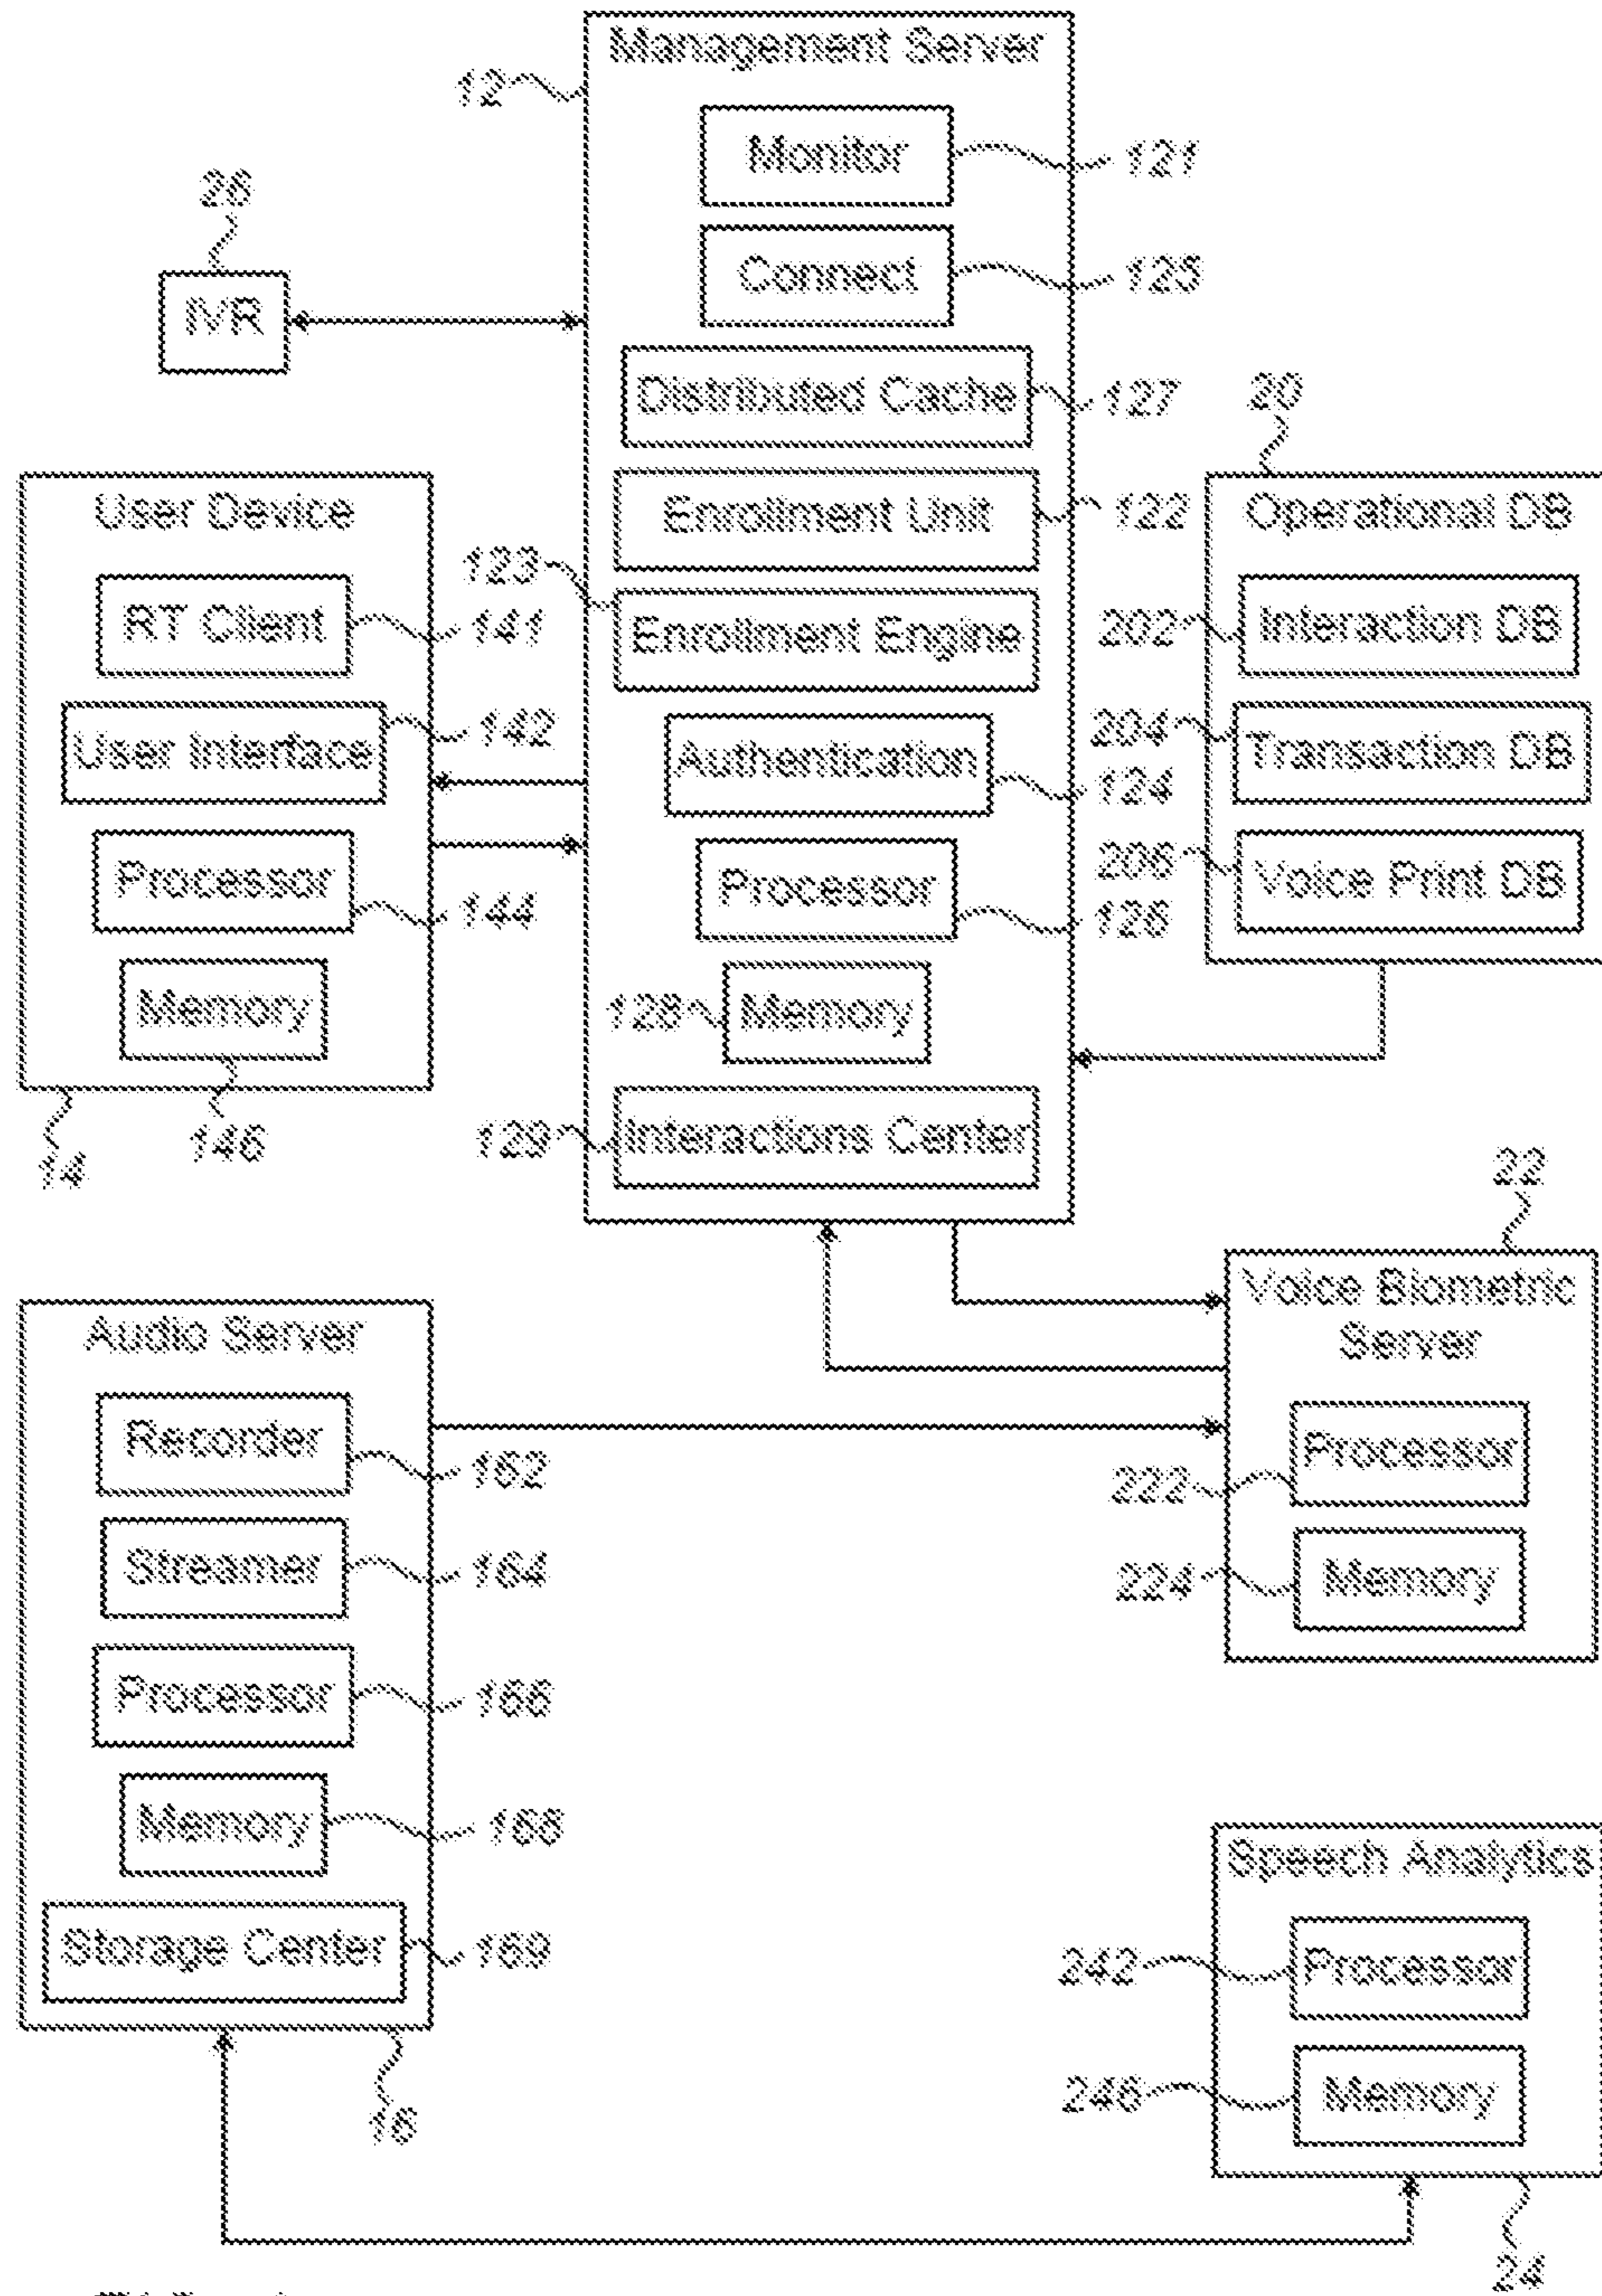 Management Server
12
Monitor
121
Connect
125
Distributed Cache
127
Enrollment Unit
122
123
Enrollment Engine
Authentication
124
Processor
126
128
Memory
129
Interactions Center
26
IVR
User Device
RT Client
141
User Interface
142
Processor
144
Memory
146
14
20
Operational DB
202
Interaction DB
204
Transaction DB
206
Voice Print DB
22
Voice Biometric
Server
Processor
222
224
Memory
Audio Server
Recorder
162
Streamer
164
Processor
166
Memory
168
Storage Center
169
16
Speech Analytics
242
Processor
246
Memory
24